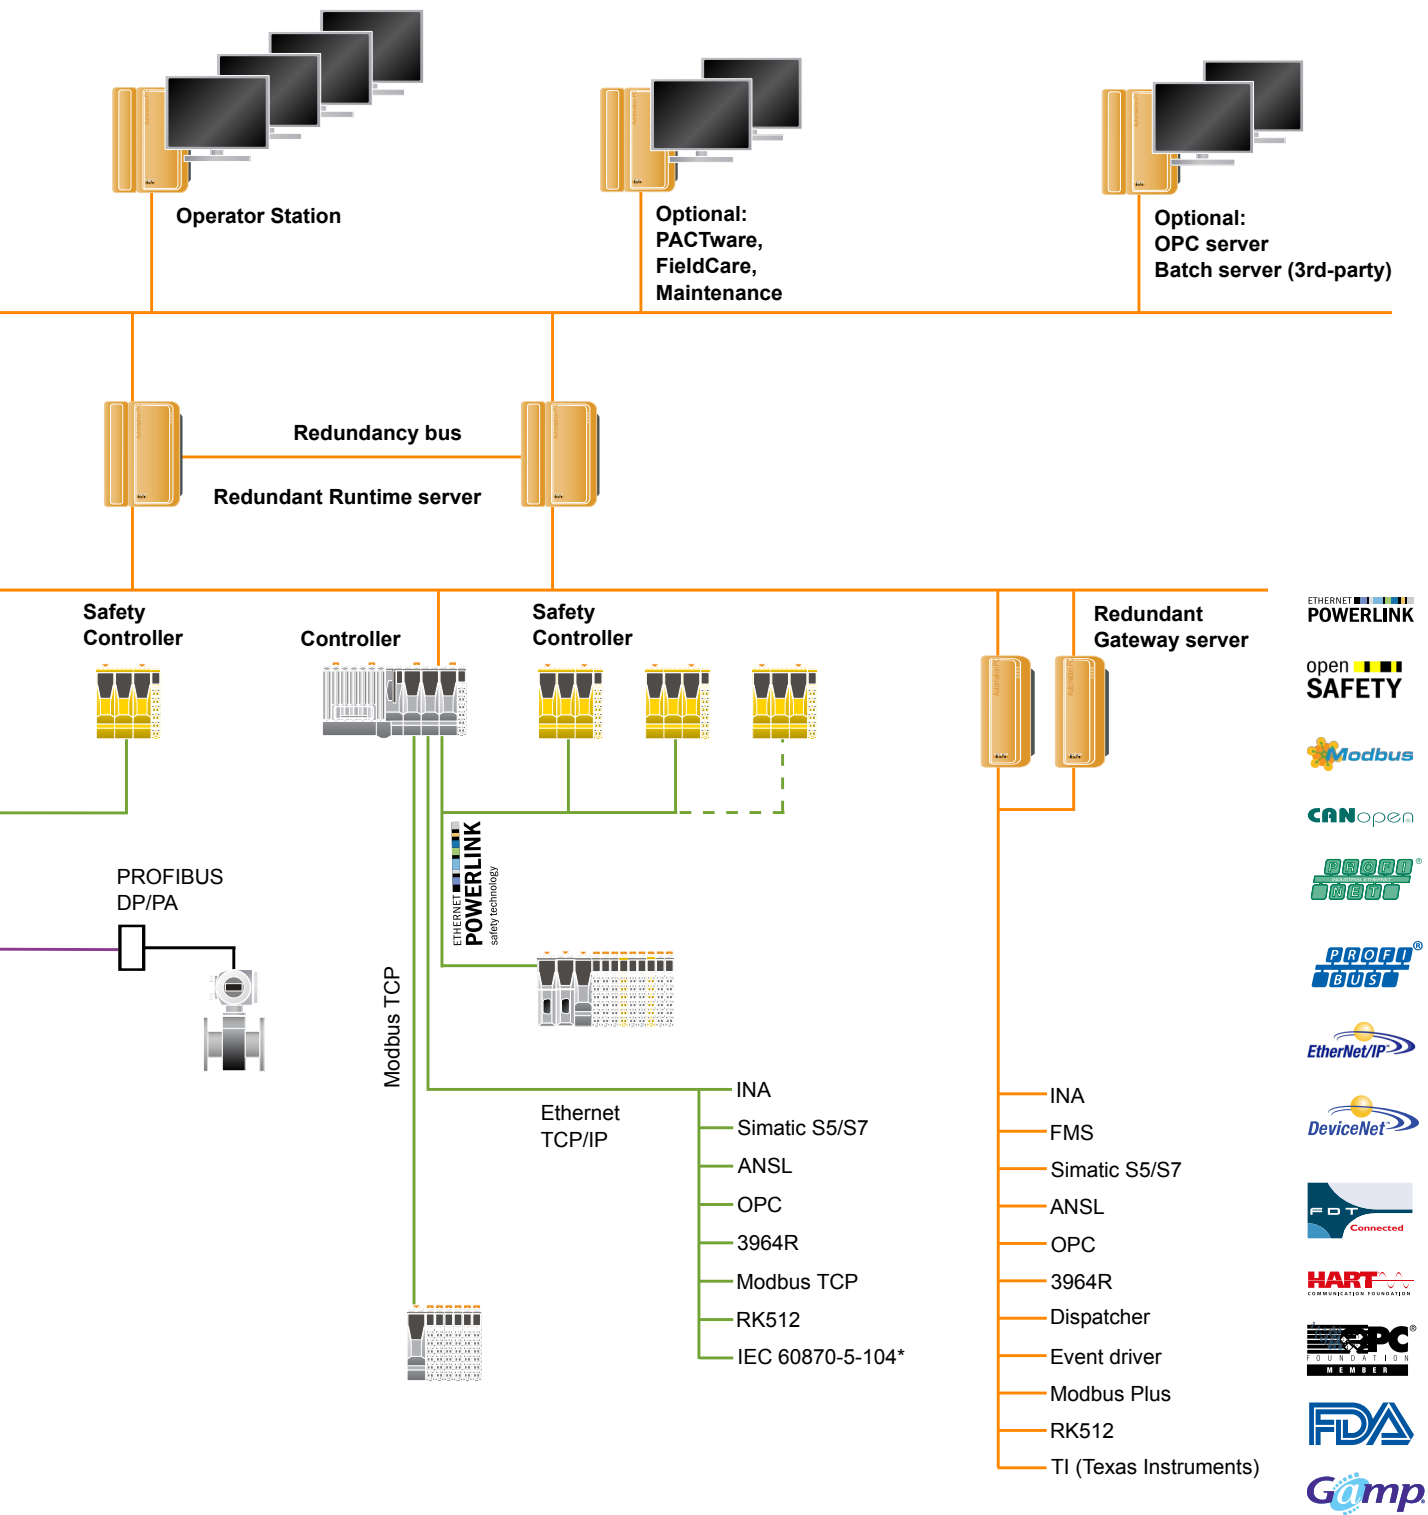 Operator Station
Optional:
PACTware,
FieldCare,
Maintenance
Optional:
OPC server
Batch server (3rd-party)
Redundancy bus
Redundant Runtime server
Safety
Controller
Controller
Safety
Controller
Redundant
Gateway server
PROFIBUS
DP/PA
Modbus TCP
ETHERNET
POWERLINK
safety technology
Ethernet
TCP/IP
INA
Simatic S5/S7
ANSL
OPC
3964R
Modbus TCP
RK512
IEC 60870-5-104*
INA
FMS
Simatic S5/S7
ANSL
OPC
3964R
Dispatcher
Event driver
Modbus Plus
RK512
TI (Texas Instruments)
ETHERNET
POWERLINK
open
SAFETY
Modbus
CANopen
PROFI®
INDUSTRIAL ETHERNET
NET
PROFI®
BUS
EtherNet/IP™
DeviceNet™
FDT
Connected
HART
COMMUNICATION FOUNDATION
OPC®
FOUNDATION
MEMBER
FDA
Gamp®